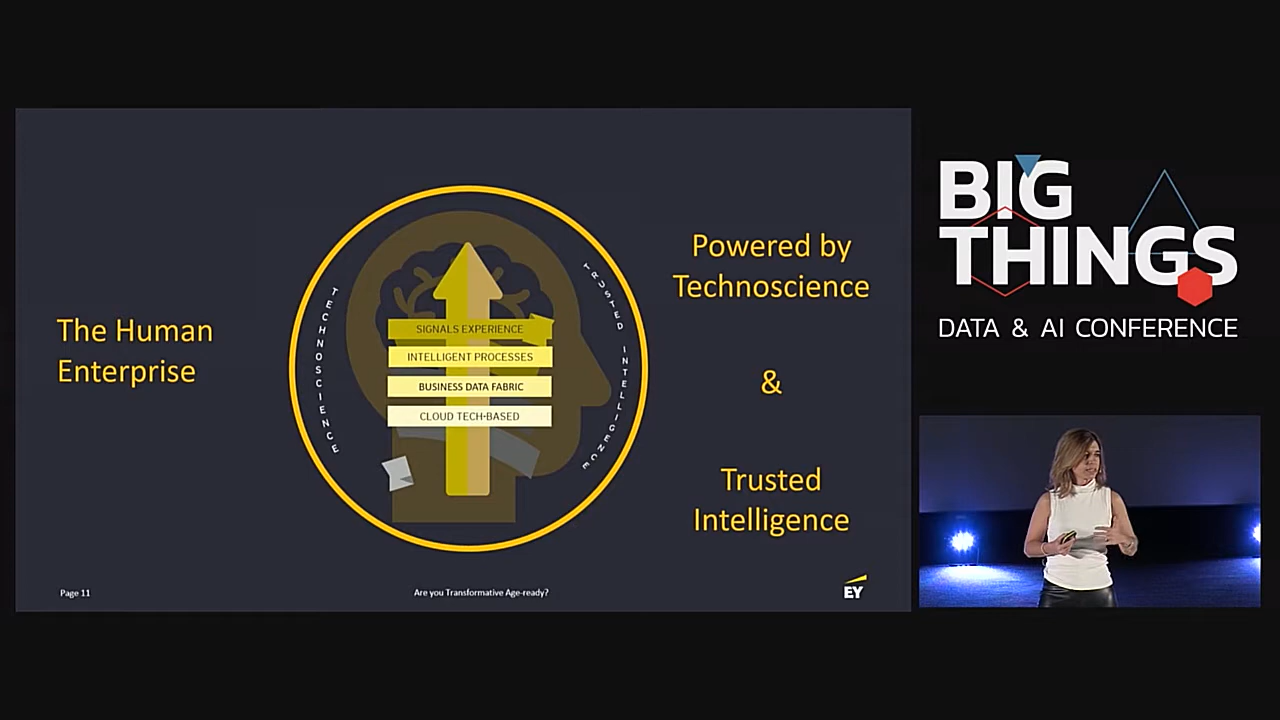 The Human
Enterprise
TECHNOSCIENCE
TRUSTED INTELLIGENCE
SIGNALS EXPERIENCE
INTELLIGENT PROCESSES
BUSINESS DATA FABRIC
CLOUD TECH-BASED
Powered by
Technoscience
&
Trusted
Intelligence
Page 11
Are you Transformative Age-ready?
EY
BIG
THINGS
DATA & AI CONFERENCE